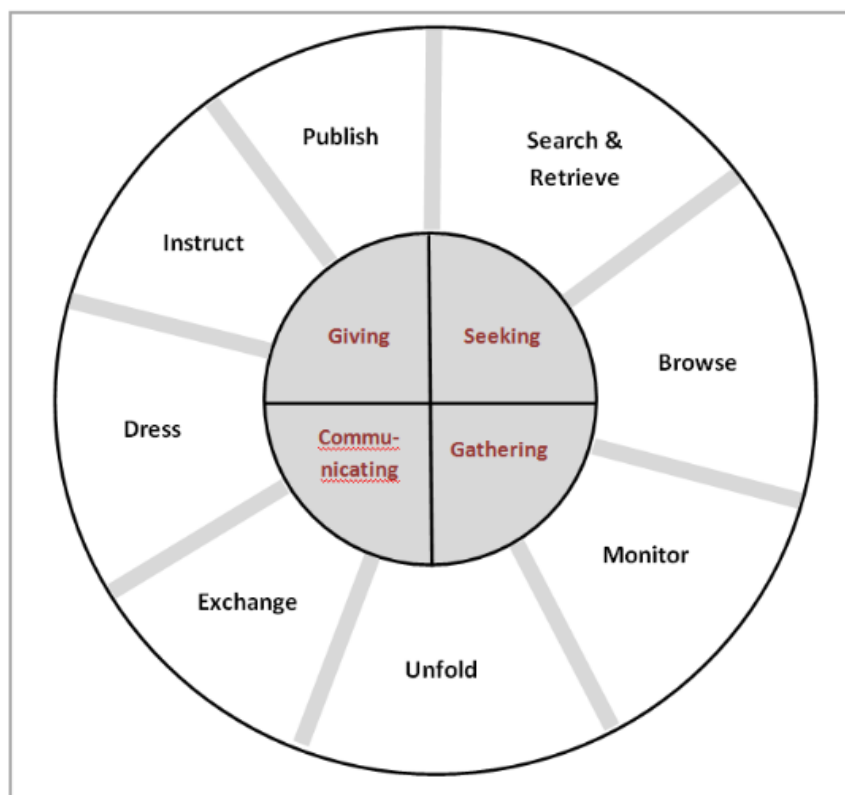 Publish
Search &
Retrieve
Instruct
Giving
Seeking
Browse
Dress
Commu-
nicating
Gathering
Monitor
Exchange
Unfold